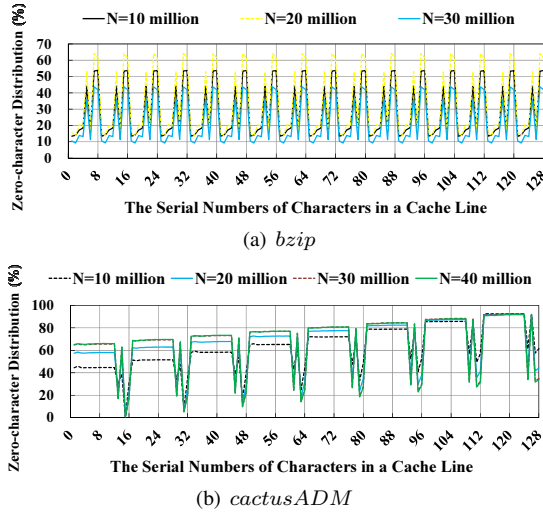 N=10 million N=20 million N=30 million
Zero-character Distribution (%)
70
60
50
40
30
20
10
0
0 8 16 24 32 40 48 56 64 72 80 88 96 104 112 120 128
The Serial Numbers of Characters in a Cache Line
(a) bzip
N=10 million N=20 million N=30 million N=40 million
Zero-character Distribution (%)
100
80
60
40
20
0
0 8 16 24 32 40 48 56 64 72 80 88 96 104 112 120 128
The Serial Numbers of Characters in a Cache Line
(b) cactusADM